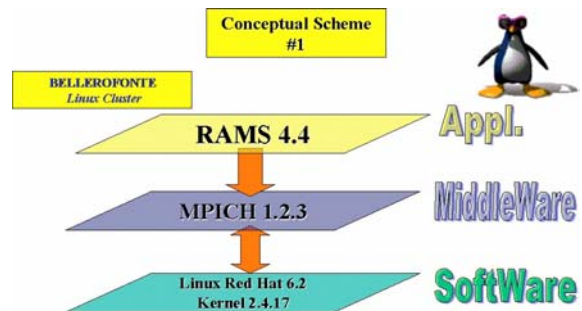 Conceptual Scheme
#1
BELLEROFONTE
Linux Cluster
RAMS 4.4
Appl.
MPICH 1.2.3
MiddleWare
Linux Red Hat 6.2
Kernel 2.4.17
SoftWare